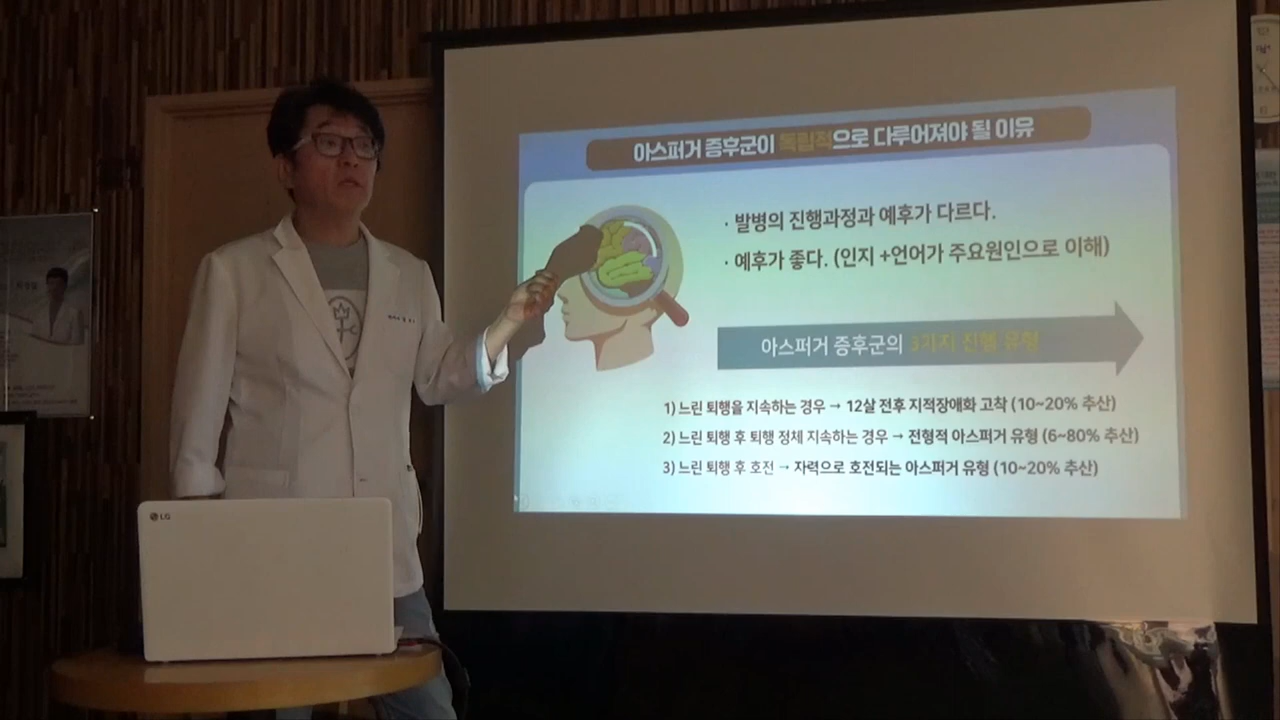 아스퍼거 증후군이 독립적으로 다루어져야 될 이유
· 발병의 진행과정과 예후가 다르다.
· 예후가 좋다. (인지 +언어가 주요원인으로 이해)
아스퍼거 증후군의 3가지 진행 유형
1) 느린 퇴행을 지속하는 경우 → 12살 전후 지적장애화 고착 (10~20% 추산)
2) 느린 퇴행 후 퇴행 정체 지속하는 경우 → 전형적 아스퍼거 유형 (6~80% 추산)
3) 느린 퇴행 후 호전 → 자력으로 호전되는 아스퍼거 유형 (10~20% 추산)
LG